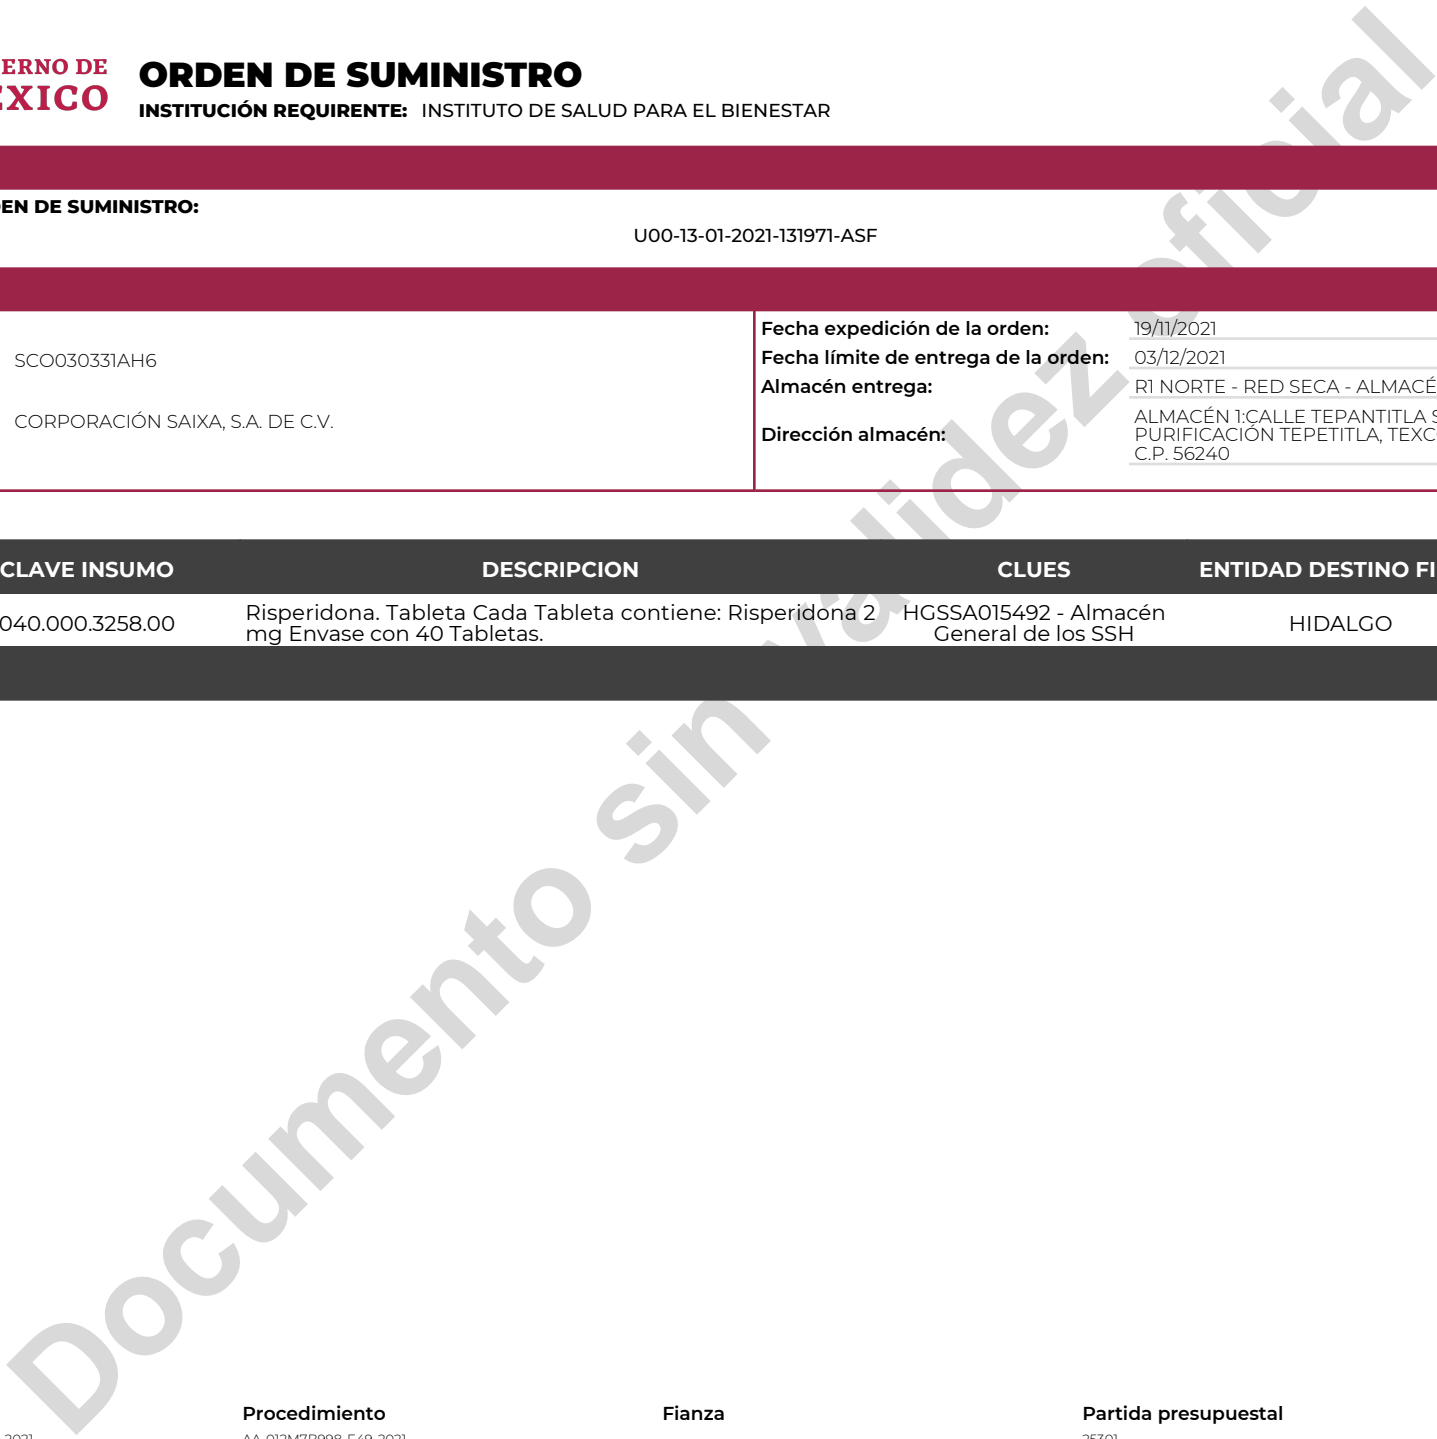 ERNO DE
EXICO
ORDEN DE SUMINISTRO
INSTITUCIÓN REQUIRENTE: INSTITUTO DE SALUD PARA EL BIENESTAR
EN DE SUMINISTRO:
U00-13-01-2021-131971-ASF
SCO030331AH6
CORPORACIÓN SAIXA, S.A. DE C.V.
Fecha expedición de la orden: 19/11/2021
Fecha límite de entrega de la orden: 03/12/2021
Almacén entrega: R1 NORTE - RED SECA - ALMACÉ
Dirección almacén: ALMACÉN 1:CALLE TEPANTITLA S
PURIFICACIÓN TEPETITLA, TEXC
C.P. 56240
CLAVE INSUMO DESCRIPCION CLUES ENTIDAD DESTINO FI
040.000.3258.00 Risperidona. Tableta Cada Tableta contiene: Risperidona 2 HGSSA015492 - Almacén HIDALGO
mg Envase con 40 Tabletas. General de los SSH
Documento sin validez oficial
Procedimiento Fianza Partida presupuestal